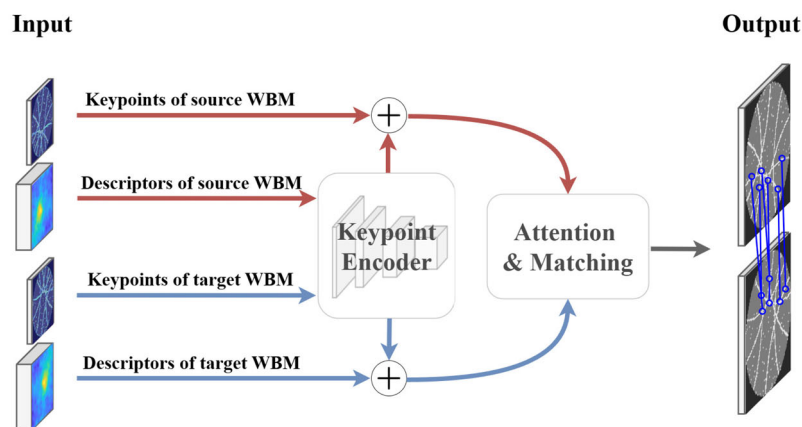 Input
Output
Keypoints of source WBM
Descriptors of source WBM
Keypoint
Encoder
Attention
& Matching
Keypoints of target WBM
Descriptors of target WBM